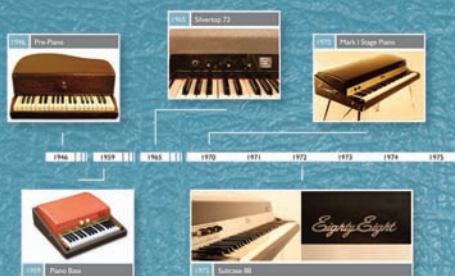 1965 Silvertop 73
1946 Pre-Piano
1970 Mark I Stage Piano
1946 1959 1965 1970 1971 1972 1973 1974 1975
Eighty Eight
1959 Piano Bass
1972 Suitcase 88